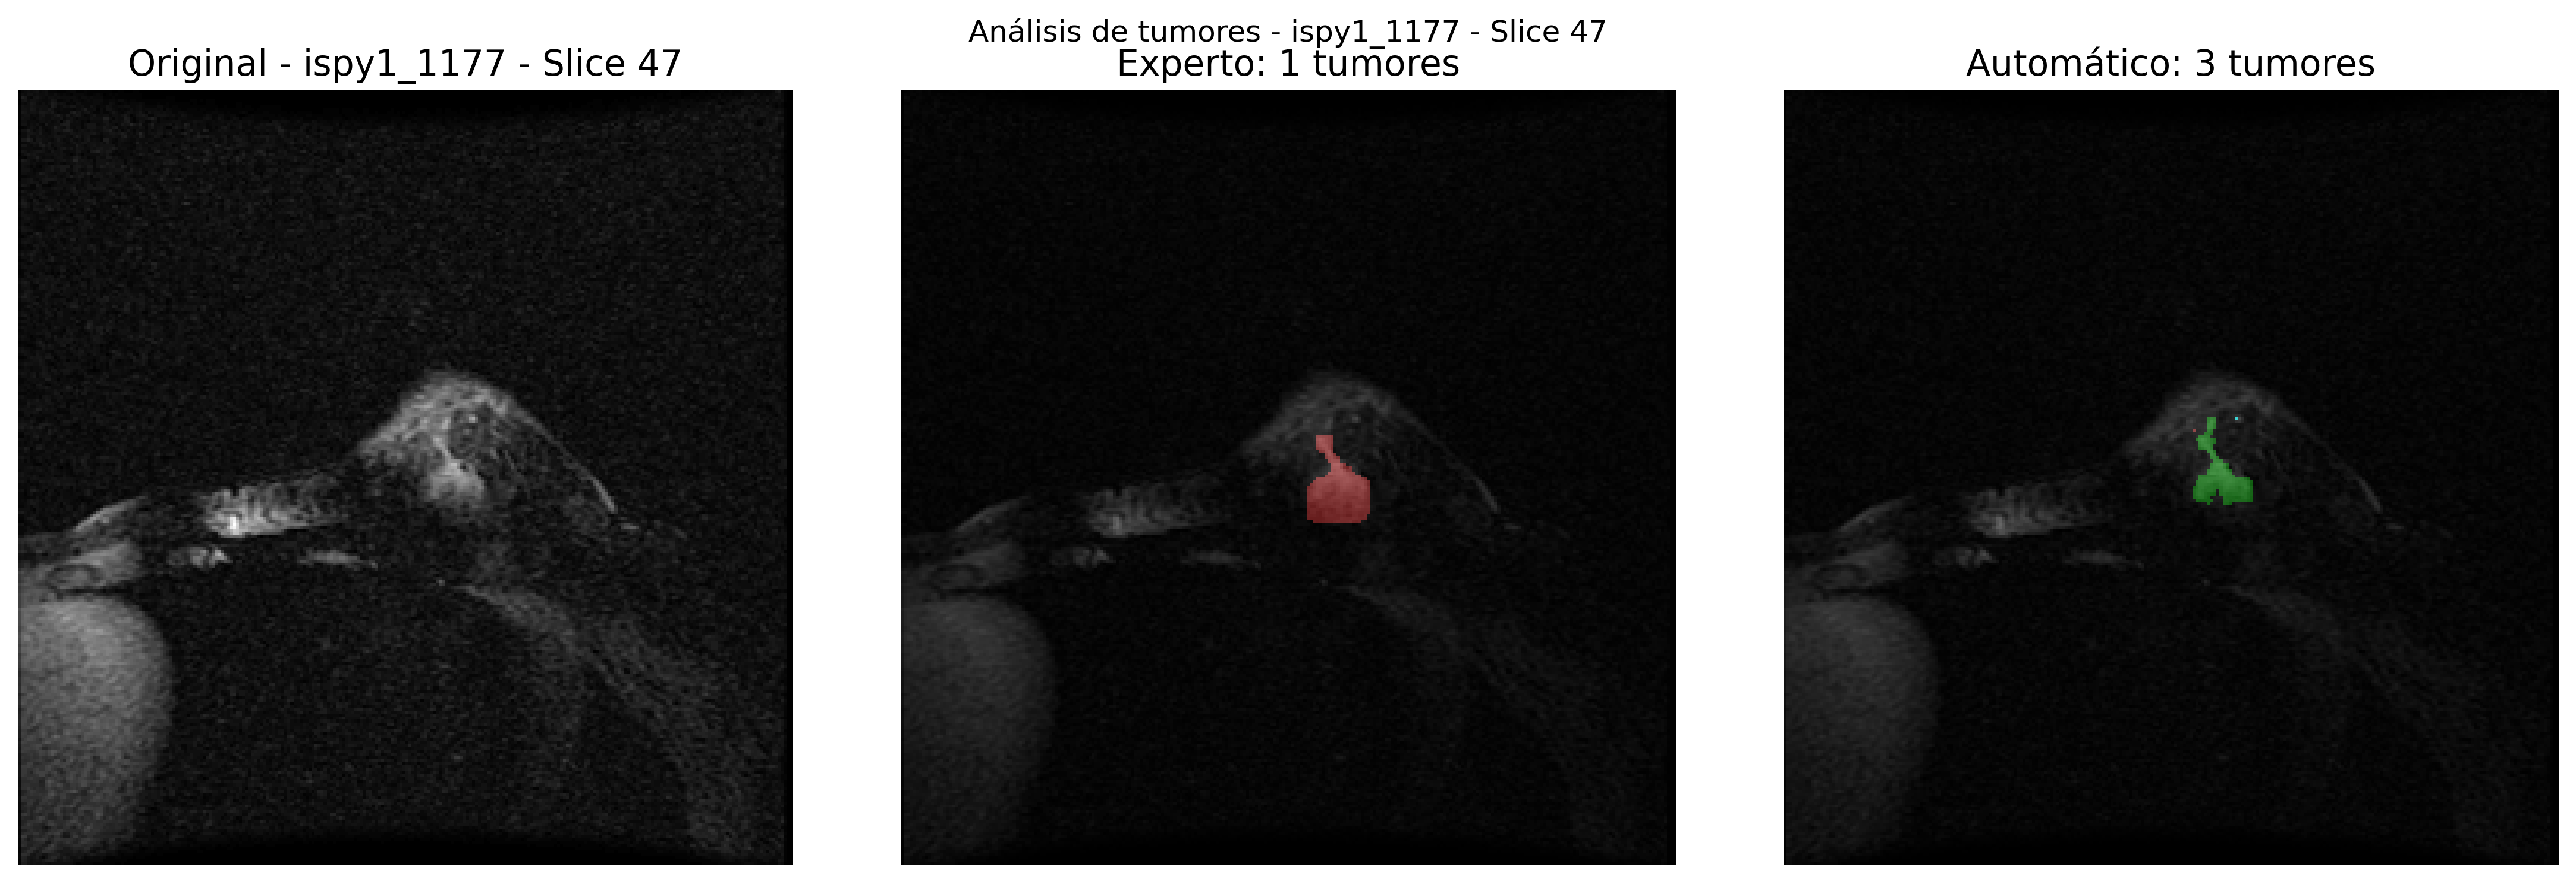 Análisis de tumores - ispy1_1177 - Slice 47
Original - ispy1_1177 - Slice 47
Experto: 1 tumores
Automático: 3 tumores